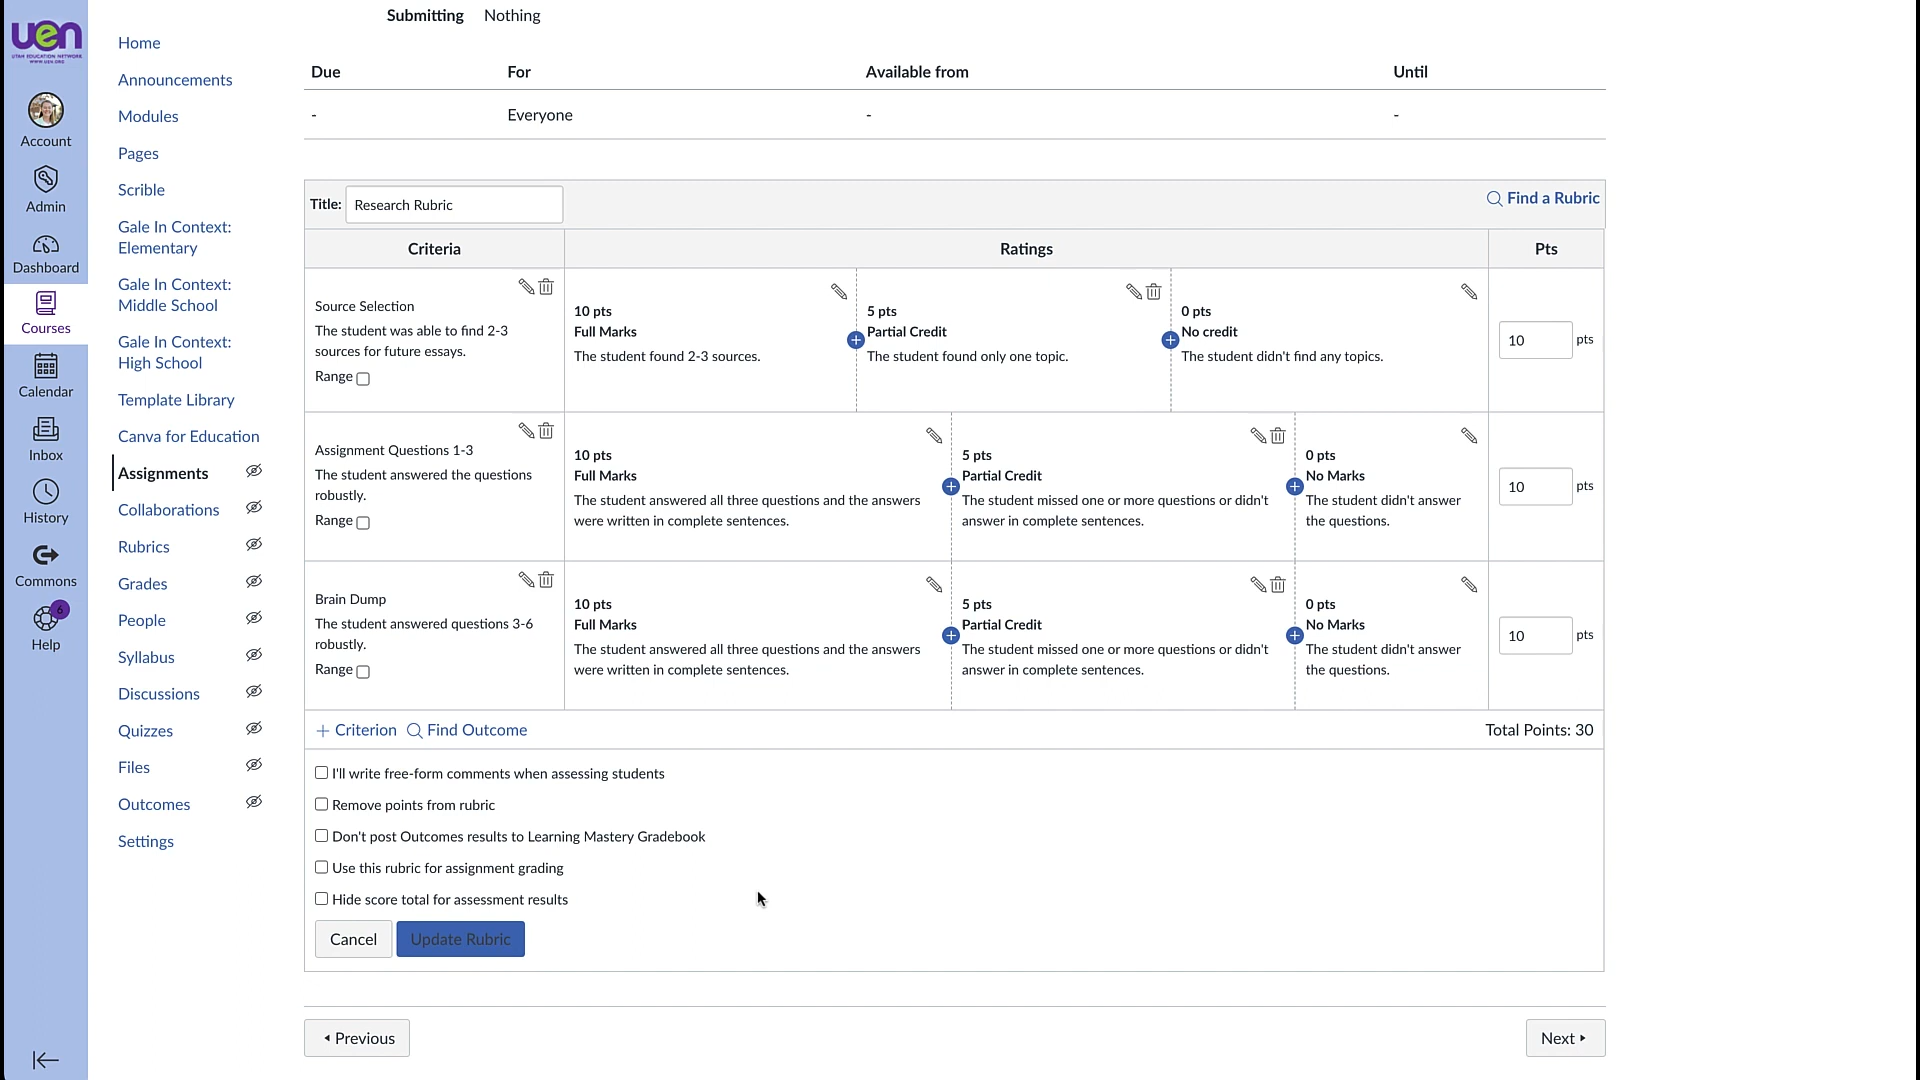 Submitting Nothing
uen
UTAH EDUCATION NETWORK
WWW.UEN.ORG
Account
Admin
Dashboard
Courses
Calendar
Inbox
History
Commons
6
Help
Home
Announcements
Modules
Pages
Scrible
Gale In Context:
Elementary
Gale In Context:
Middle School
Gale In Context:
High School
Template Library
Canva for Education
Assignments
Collaborations
Rubrics
Grades
People
Syllabus
Discussions
Quizzes
Files
Outcomes
Settings
Due For Available from Until
- Everyone - -
Title: Research Rubric Find a Rubric
Criteria Ratings Pts
Source Selection
The student was able to find 2-3
sources for future essays.
Range
10 pts
Full Marks
The student found 2-3 sources.
5 pts
Partial Credit
The student found only one topic.
0 pts
No credit
The student didn't find any topics.
10 pts
Assignment Questions 1-3
The student answered the questions
robustly.
Range
10 pts
Full Marks
The student answered all three questions and the answers
were written in complete sentences.
5 pts
Partial Credit
The student missed one or more questions or didn't
answer in complete sentences.
0 pts
No Marks
The student didn't answer
the questions.
10 pts
Brain Dump
The student answered questions 3-6
robustly.
Range
10 pts
Full Marks
The student answered all three questions and the answers
were written in complete sentences.
5 pts
Partial Credit
The student missed one or more questions or didn't
answer in complete sentences.
0 pts
No Marks
The student didn't answer
the questions.
10 pts
+ Criterion Find Outcome Total Points: 30
I'll write free-form comments when assessing students
Remove points from rubric
Don't post Outcomes results to Learning Mastery Gradebook
Use this rubric for assignment grading
Hide score total for assessment results
Cancel Update Rubric
Previous Next